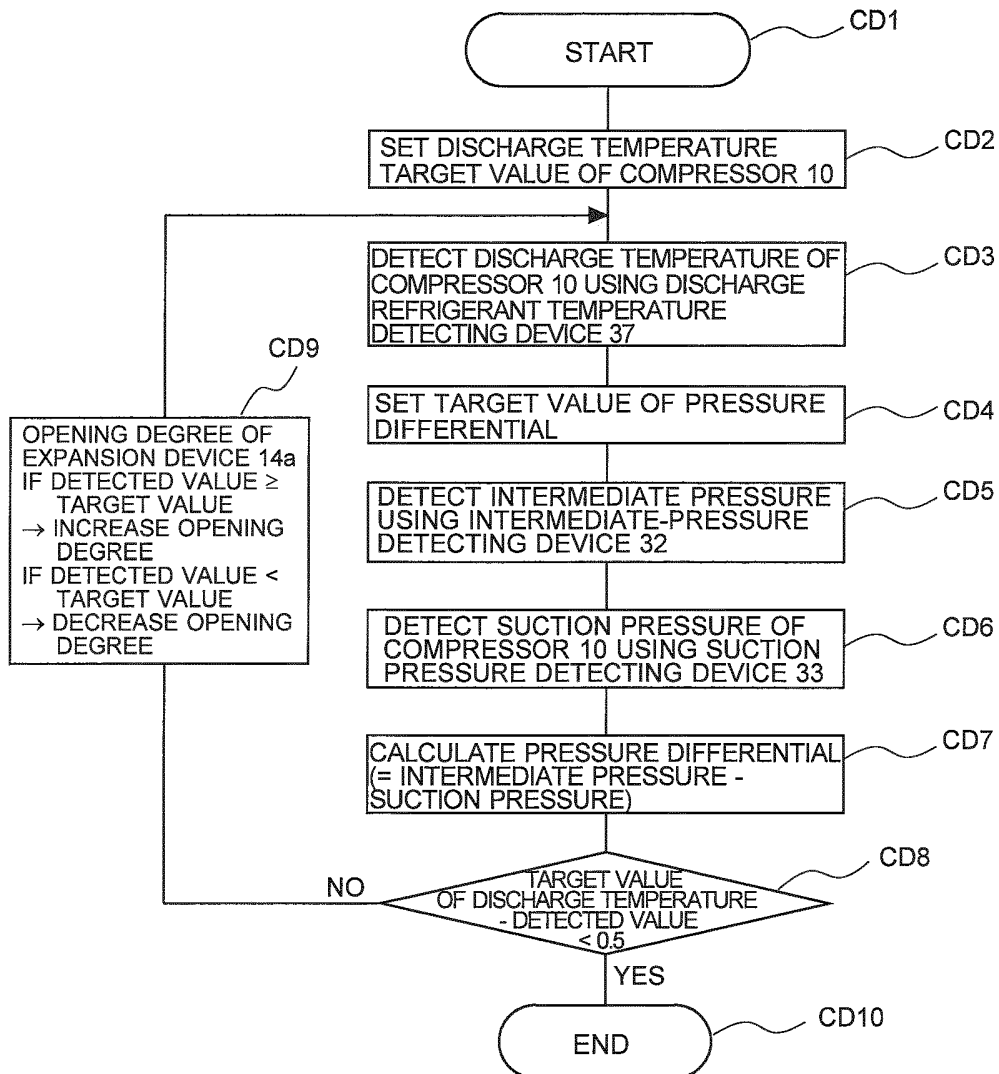 CD1
START
CD2
SET DISCHARGE TEMPERATURE
TARGET VALUE OF COMPRESSOR 10
CD3
DETECT DISCHARGE TEMPERATURE OF
COMPRESSOR 10 USING DISCHARGE
REFRIGERANT TEMPERATURE
DETECTING DEVICE 37
CD4
SET TARGET VALUE OF PRESSURE
DIFFERENTIAL
CD5
DETECT INTERMEDIATE PRESSURE
USING INTERMEDIATE-PRESSURE
DETECTING DEVICE 32
CD6
DETECT SUCTION PRESSURE OF
COMPRESSOR 10 USING SUCTION
PRESSURE DETECTING DEVICE 33
CD7
CALCULATE PRESSURE DIFFERENTIAL
(= INTERMEDIATE PRESSURE -
SUCTION PRESSURE)
CD8
TARGET VALUE
OF DISCHARGE TEMPERATURE
- DETECTED VALUE
< 0.5
NO
YES
CD9
OPENING DEGREE OF
EXPANSION DEVICE 14a
IF DETECTED VALUE ≥
TARGET VALUE
→ INCREASE OPENING
DEGREE
IF DETECTED VALUE <
TARGET VALUE
→ DECREASE OPENING
DEGREE
CD10
END